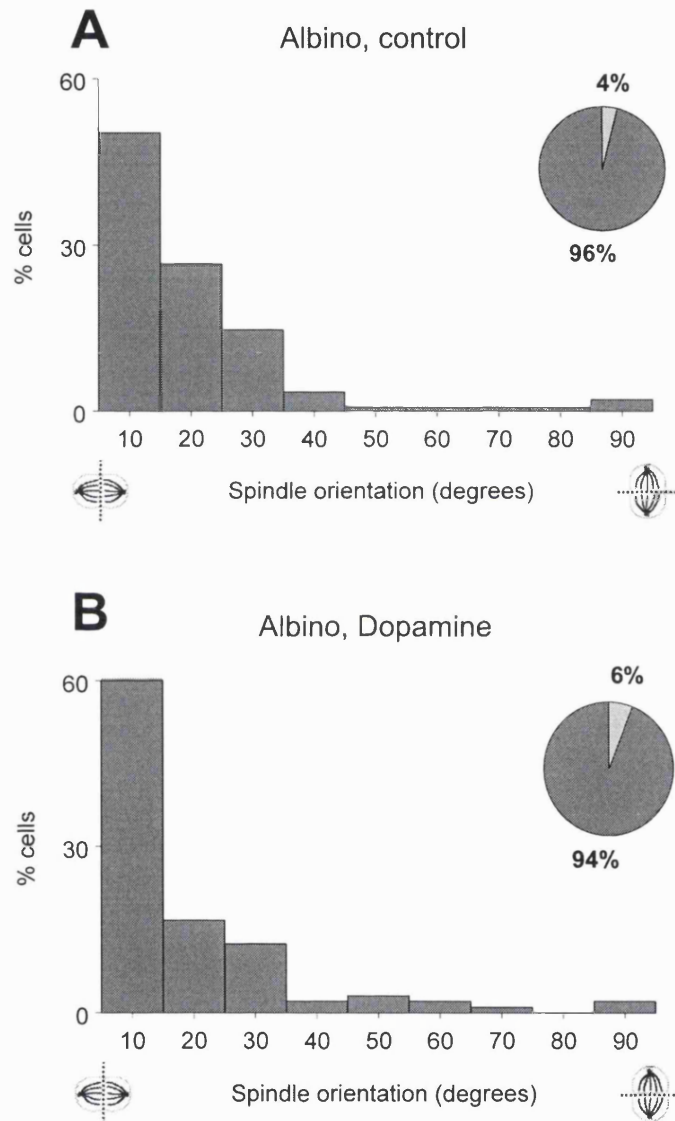 A
Albino, control
60
30
0
% cells
4%
96%
10 20 30 40 50 60 70 80 90
Spindle orientation (degrees)
B
Albino, Dopamine
60
30
0
% cells
6%
94%
10 20 30 40 50 60 70 80 90
Spindle orientation (degrees)